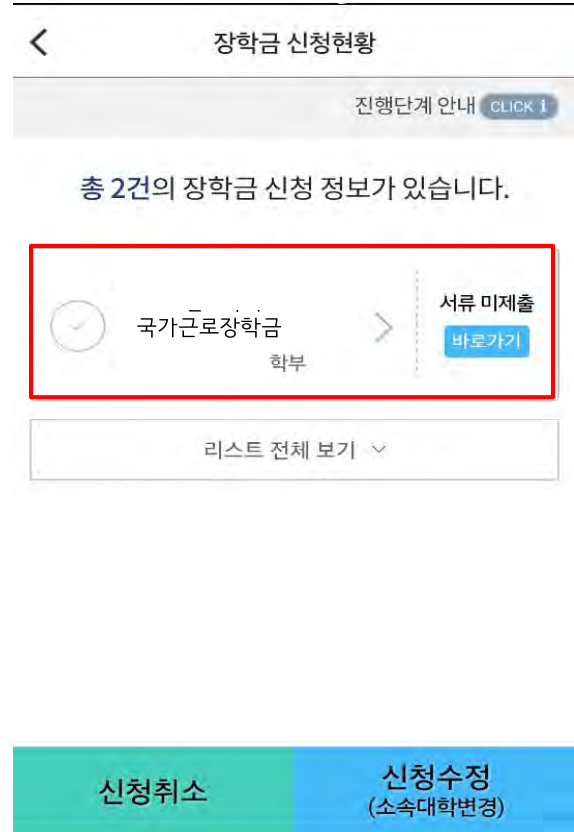 장학금 신청현황
진행단계 안내 CLICK i
총 2건의 장학금 신청 정보가 있습니다.
국가근로장학금
학부
서류 미제출
바로가기
리스트 전체 보기
신청취소
신청수정
(소속대학변경)